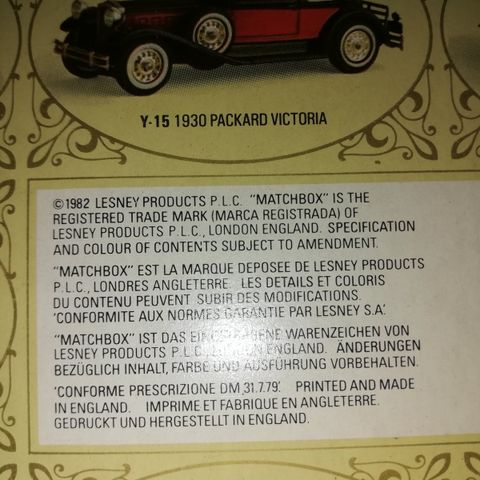 Y-15 1930 PACKARD VICTORIA
©1982 LESNEY PRODUCTS P.L.C. "MATCHBOX" IS THE
REGISTERED TRADE MARK (MARCA REGISTRADA) OF
LESNEY PRODUCTS P.L.C., LONDON ENGLAND. SPECIFICATION
AND COLOUR OF CONTENTS SUBJECT TO AMENDMENT.
"MATCHBOX" EST LA MARQUE DEPOSEE DE LESNEY PRODUCTS
P.L.C., LONDRES ANGLETERRE. LES DETAILS ET COLORIS
DU CONTENU PEUVENT SUBIR DES MODIFICATIONS.
'CONFORMITE AUX NORMES GARANTIE PAR LESNEY S.A'.
"MATCHBOX" IST DAS WARENZEICHEN VON
LESNEY PRODUCTS P.L.C. ENGLAND. ÄNDERUNGEN
BEZÜGLICH INHALT, FARBE UND AUSFÜHRUNG VORBEHALTEN.
'CONFORME PRESCRIZIONE DM,31.7.79'. PRINTED AND MADE
IN ENGLAND. IMPRIME ET FABRIQUE EN ANGLETERRE.
GEDRUCKT UND HERGESTELLT IN ENGLAND.